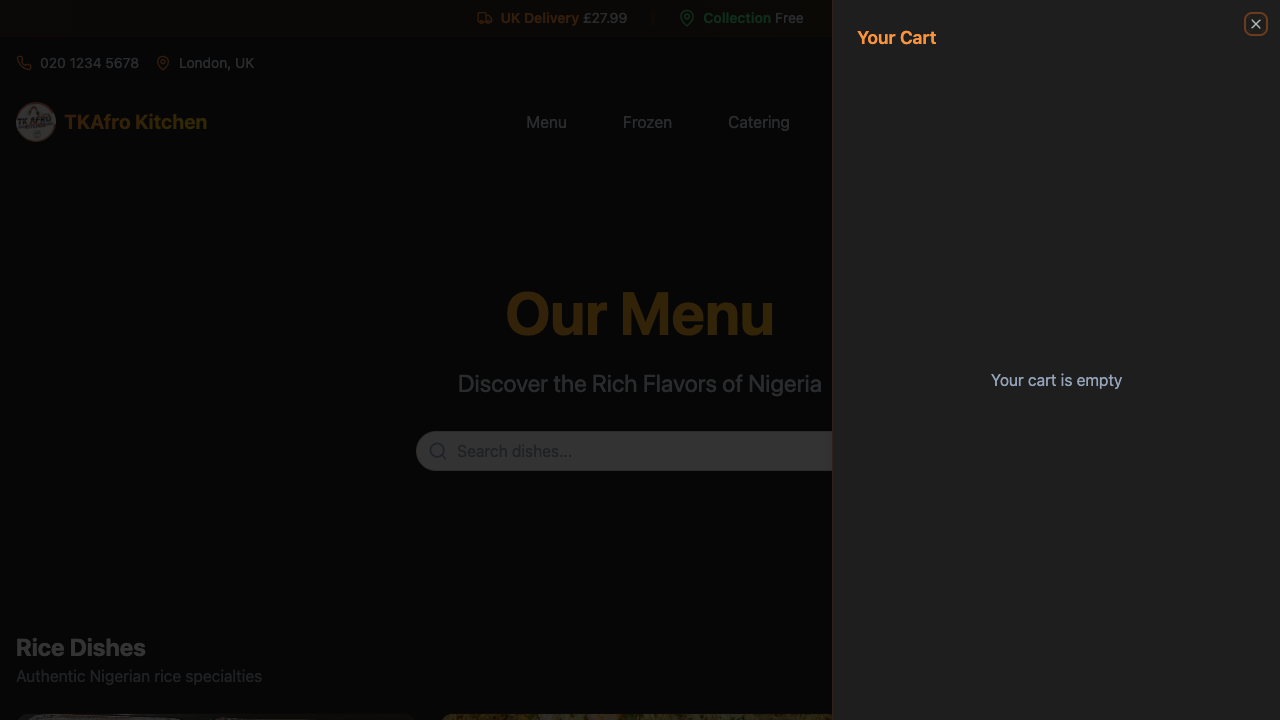 UK Delivery £27.99
Collection Free
020 1234 5678
London, UK
TKAfro Kitchen
Menu
Frozen
Catering
Our Menu
Discover the Rich Flavors of Nigeria
Search dishes...
Rice Dishes
Authentic Nigerian rice specialties
Your Cart
Your cart is empty